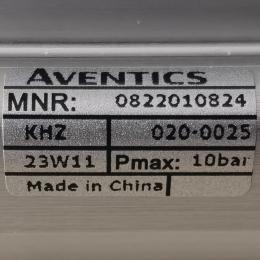 AVENTICS
MNR: 0822010824
KHZ 020-0025
23W11 Pmax: 10bar
Made in China